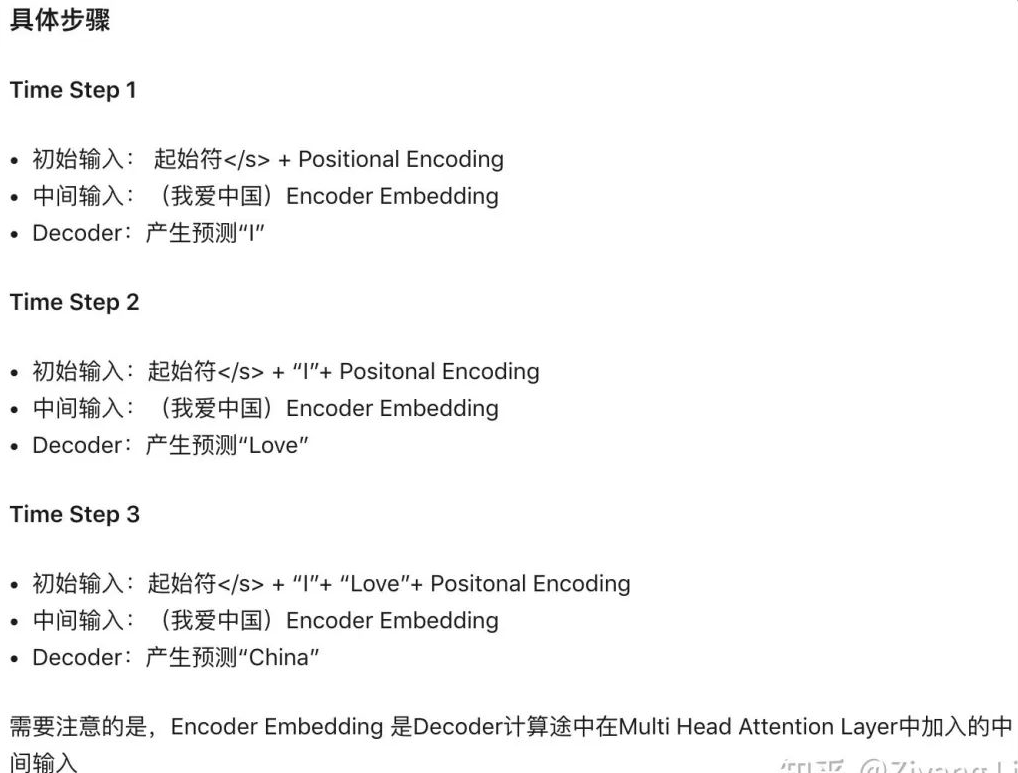 具体步骤
Time Step 1
• 初始输入： 起始符</s> + Positional Encoding
• 中间输入：（我爱中国）Encoder Embedding
• Decoder：产生预测“I”
Time Step 2
• 初始输入：起始符</s> + “I”+ Positonal Encoding
• 中间输入：（我爱中国）Encoder Embedding
• Decoder：产生预测“Love”
Time Step 3
• 初始输入：起始符</s> + “I”+ “Love”+ Positonal Encoding
• 中间输入：（我爱中国）Encoder Embedding
• Decoder：产生预测“China”
需要注意的是，Encoder Embedding 是Decoder计算途中在Multi Head Attention Layer中加入的中
间输入